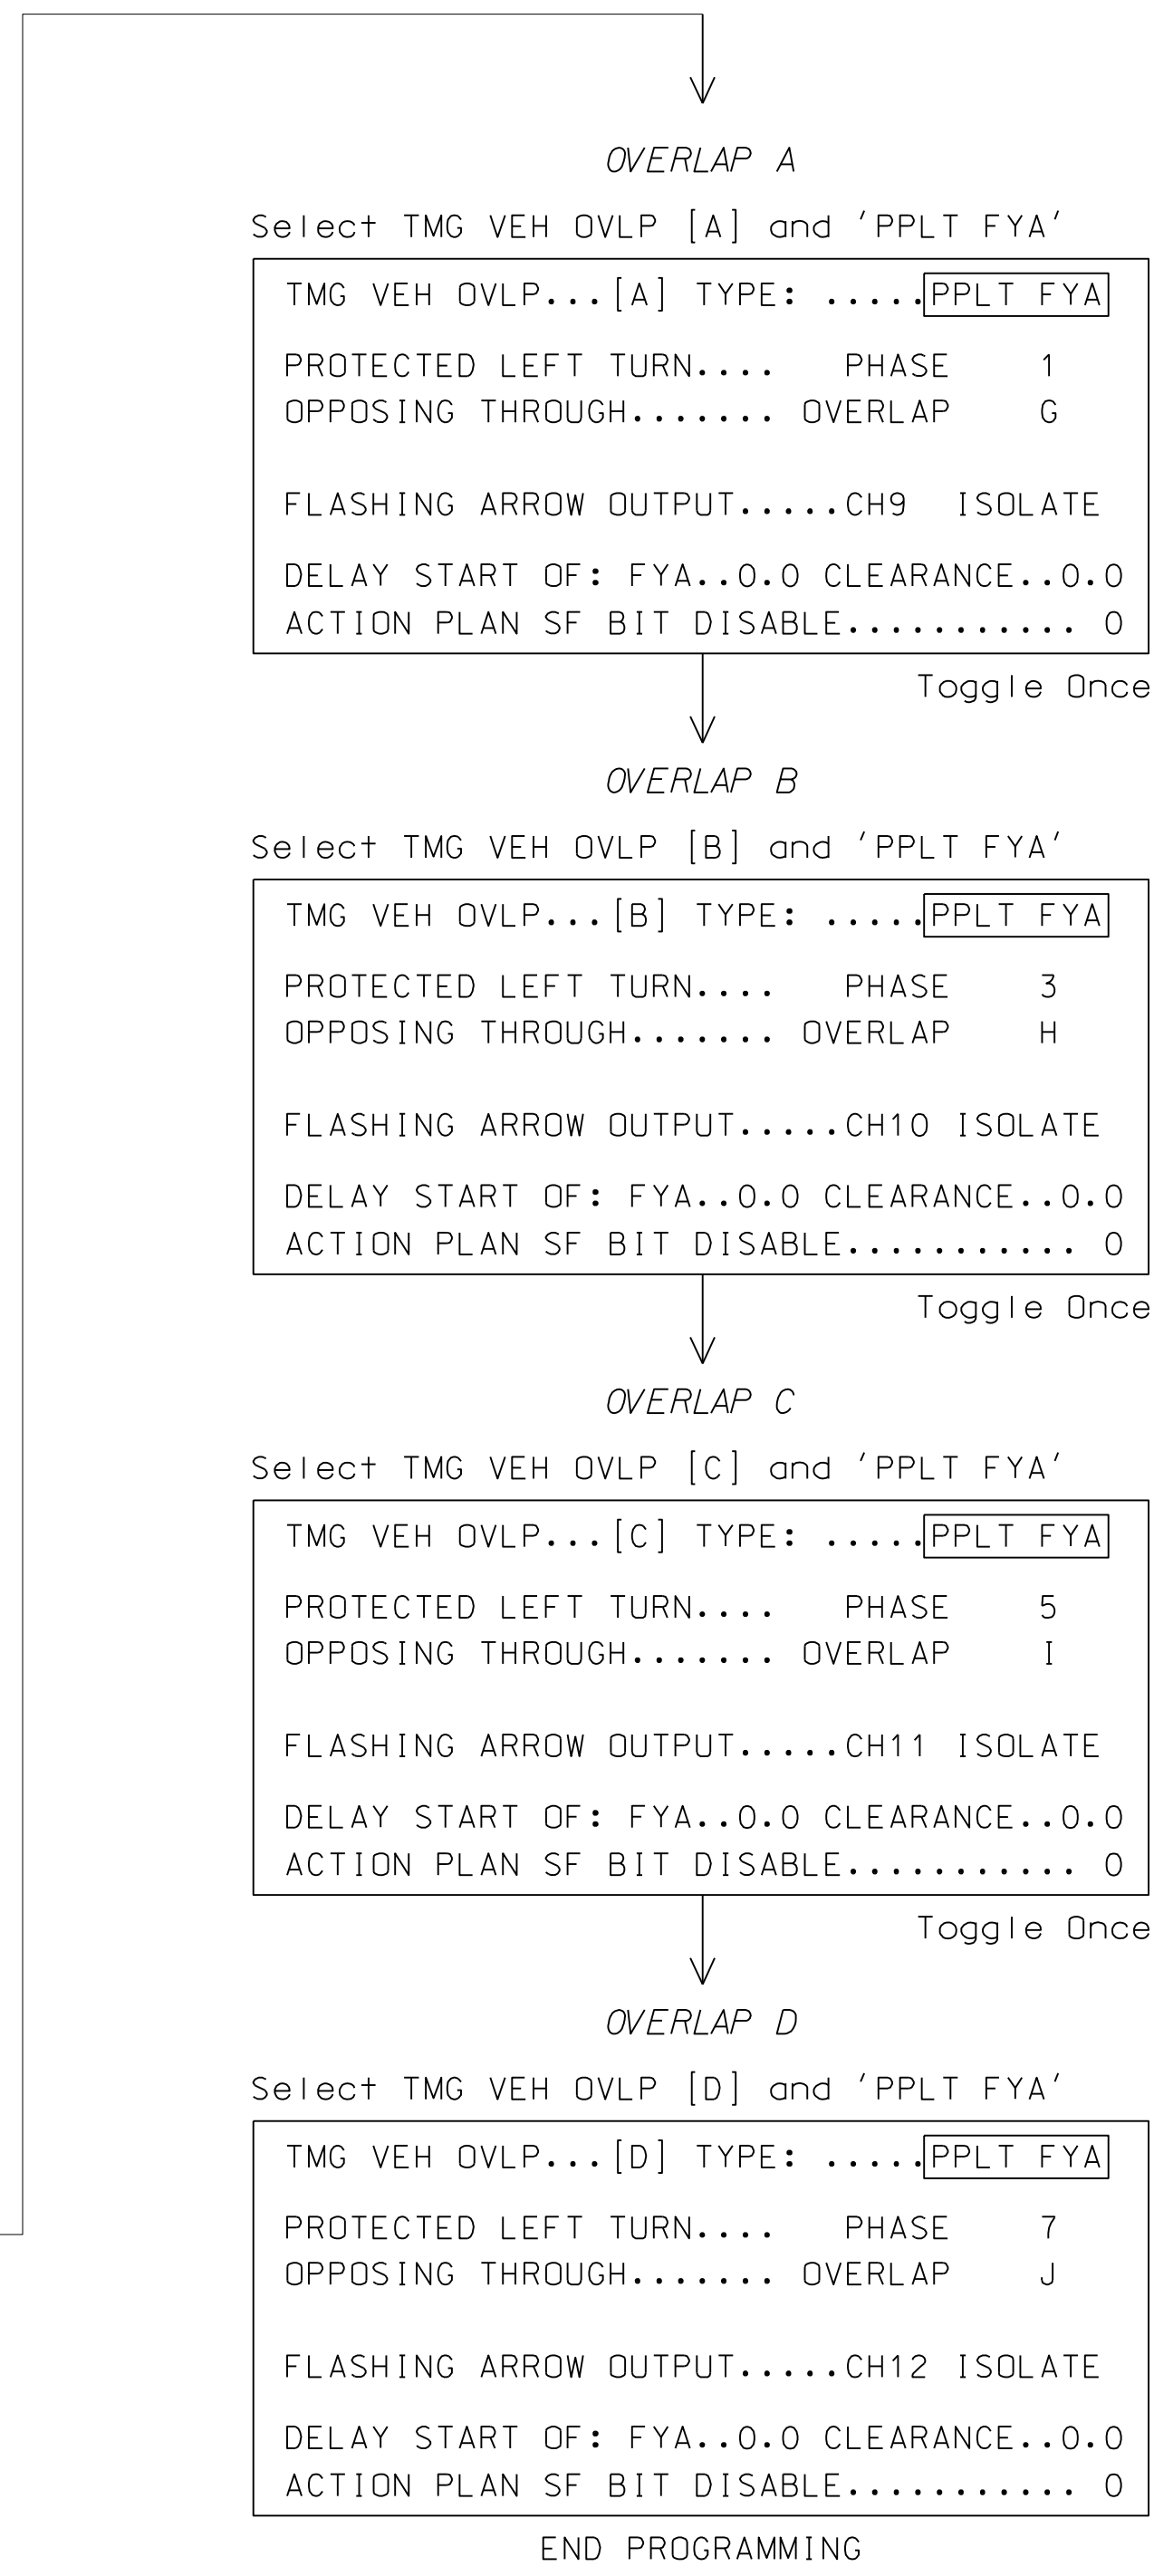 OVERLAP A
Select TMG VEH OVLP [A] and 'PPLT FYA'
TMG VEH OVLP...[A] TYPE: .....PPLT FYA
PROTECTED LEFT TURN.... PHASE 1
OPPOSING THROUGH....... OVERLAP G
FLASHING ARROW OUTPUT.....CH9 ISOLATE
DELAY START OF: FYA..0.0 CLEARANCE..0.0
ACTION PLAN SF BIT DISABLE........... 0
Toggle Once
OVERLAP B
Select TMG VEH OVLP [B] and 'PPLT FYA'
TMG VEH OVLP...[B] TYPE: .....PPLT FYA
PROTECTED LEFT TURN.... PHASE 3
OPPOSING THROUGH....... OVERLAP H
FLASHING ARROW OUTPUT.....CH10 ISOLATE
DELAY START OF: FYA..0.0 CLEARANCE..0.0
ACTION PLAN SF BIT DISABLE........... 0
Toggle Once
OVERLAP C
Select TMG VEH OVLP [C] and 'PPLT FYA'
TMG VEH OVLP...[C] TYPE: .....PPLT FYA
PROTECTED LEFT TURN.... PHASE 5
OPPOSING THROUGH....... OVERLAP I
FLASHING ARROW OUTPUT.....CH11 ISOLATE
DELAY START OF: FYA..0.0 CLEARANCE..0.0
ACTION PLAN SF BIT DISABLE........... 0
Toggle Once
OVERLAP D
Select TMG VEH OVLP [D] and 'PPLT FYA'
TMG VEH OVLP...[D] TYPE: .....PPLT FYA
PROTECTED LEFT TURN.... PHASE 7
OPPOSING THROUGH....... OVERLAP J
FLASHING ARROW OUTPUT.....CH12 ISOLATE
DELAY START OF: FYA..0.0 CLEARANCE..0.0
ACTION PLAN SF BIT DISABLE........... 0
END PROGRAMMING